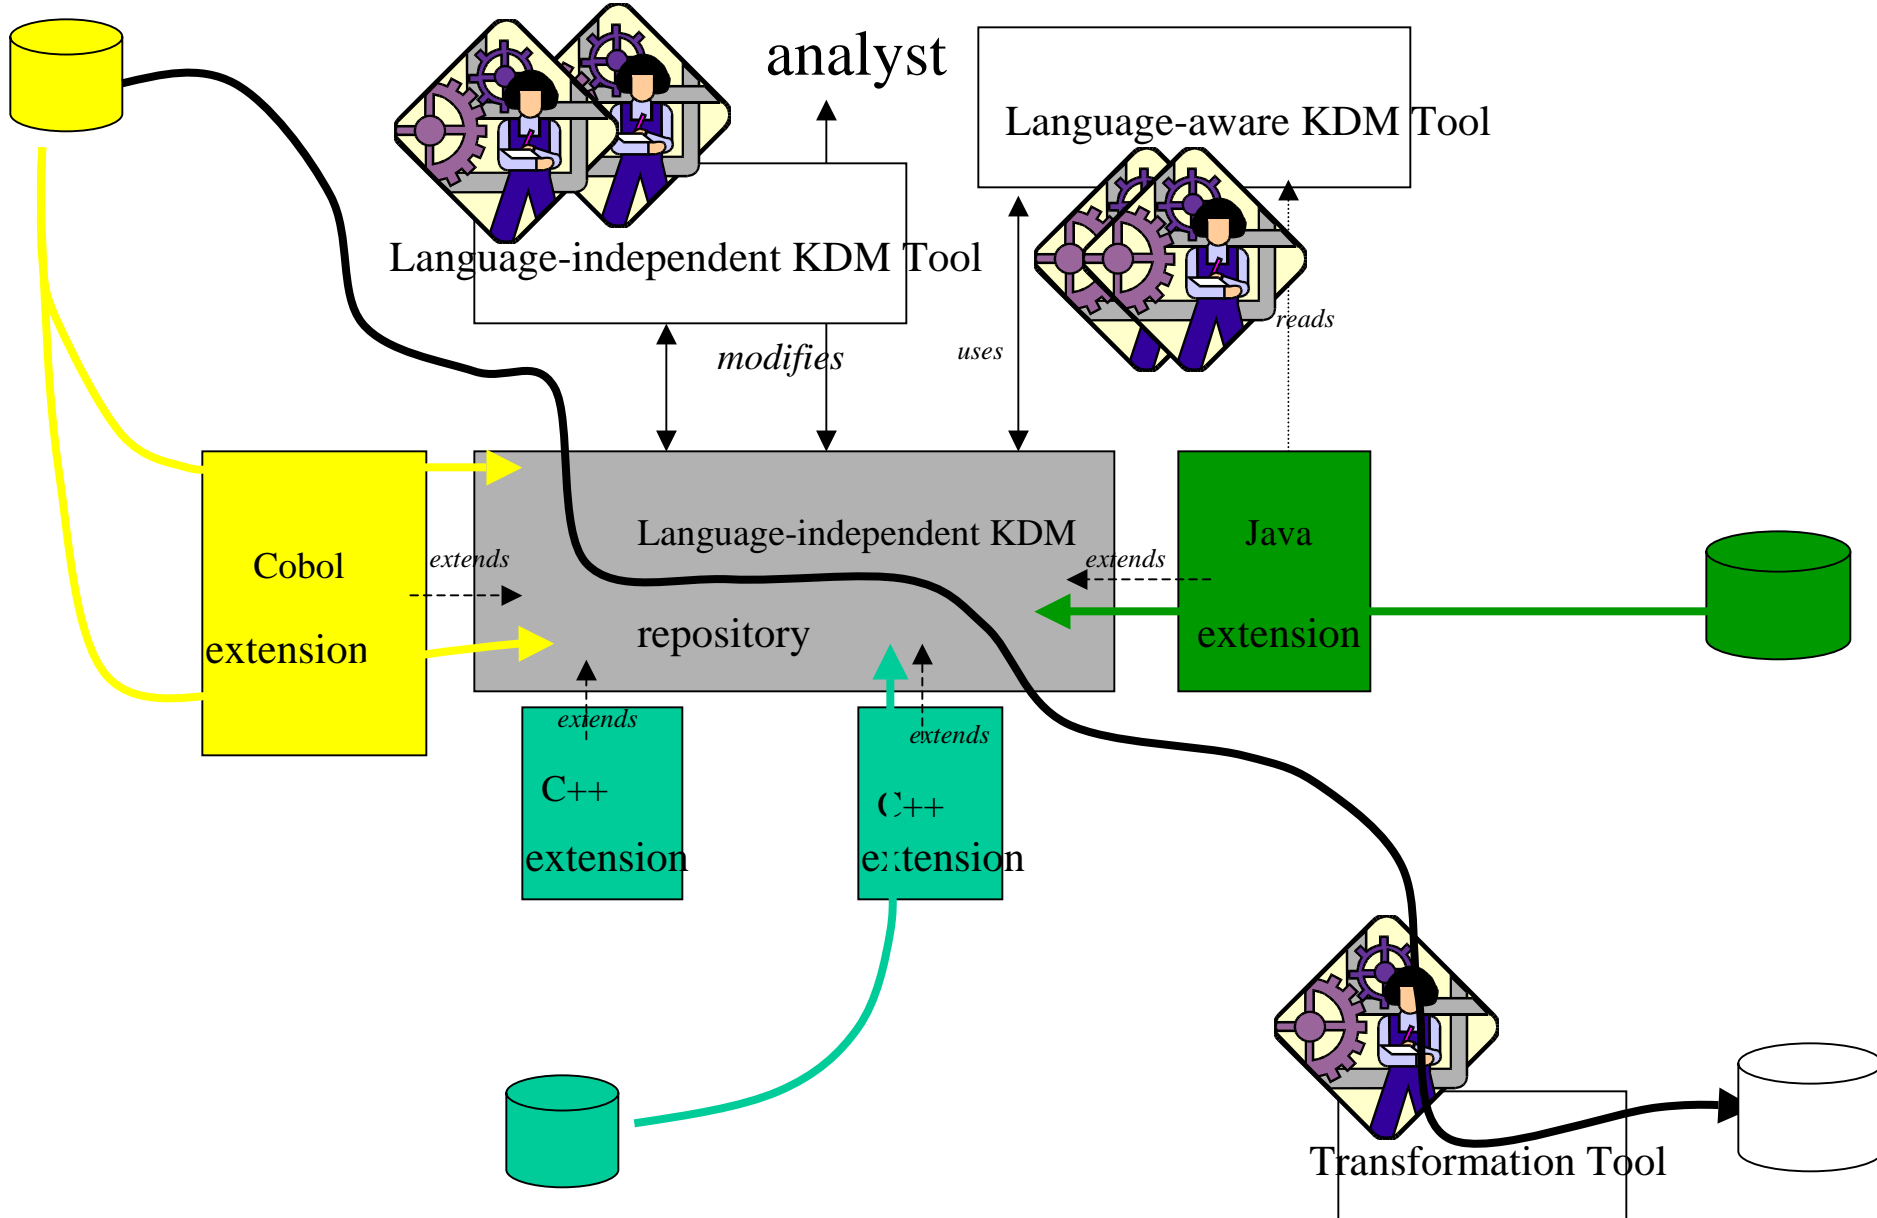 analyst
Language-aware KDM Tool
Language-independent KDM Tool
reads
modifies
uses
Language-independent KDM
repository
Java
extension
extends
extends
Cobol
extension
extends
extends
C++
extension
C++
extension
Transformation Tool